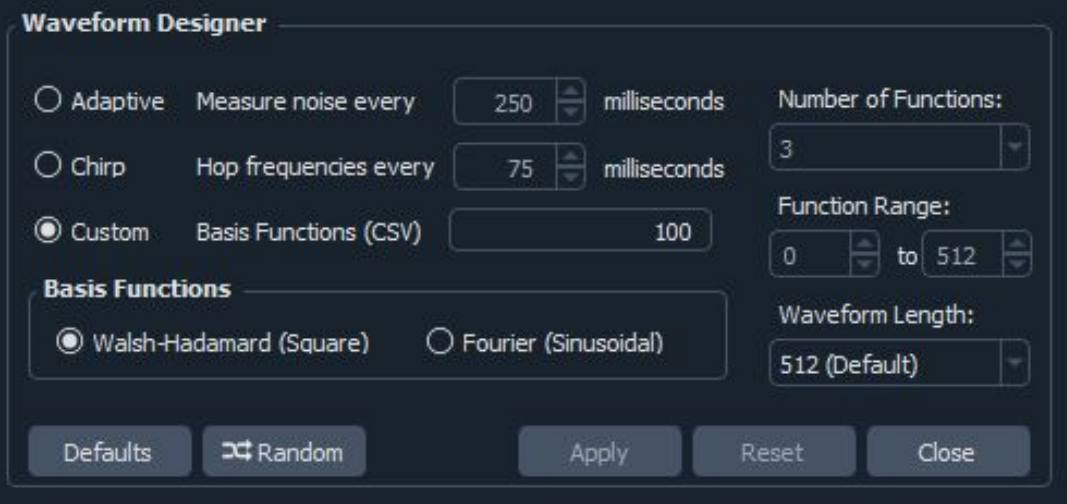 Waveform Designer
Adaptive Measure noise every 250 milliseconds
Chirp Hop frequencies every 75 milliseconds
Custom Basis Functions (CSV) 100
Number of Functions:
3
Function Range:
0 to 512
Waveform Length:
512 (Default)
Basis Functions
Walsh-Hadamard (Square) Fourier (Sinusoidal)
Defaults Random Apply Reset Close